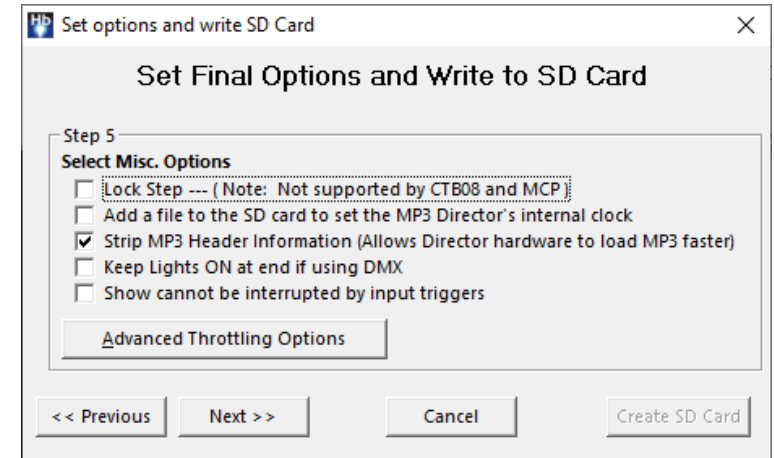 Hb
Set options and write SD Card
Set Final Options and Write to SD Card
Step 5
Select Misc. Options
Lock Step --- ( Note:  Not supported by CTB08 and MCP )
Add a file to the SD card to set the MP3 Director's internal clock
Strip MP3 Header Information (Allows Director hardware to load MP3 faster)
Keep Lights ON at end if using DMX
Show cannot be interrupted by input triggers
Advanced Throttling Options
<< Previous Next >> Cancel Create SD Card